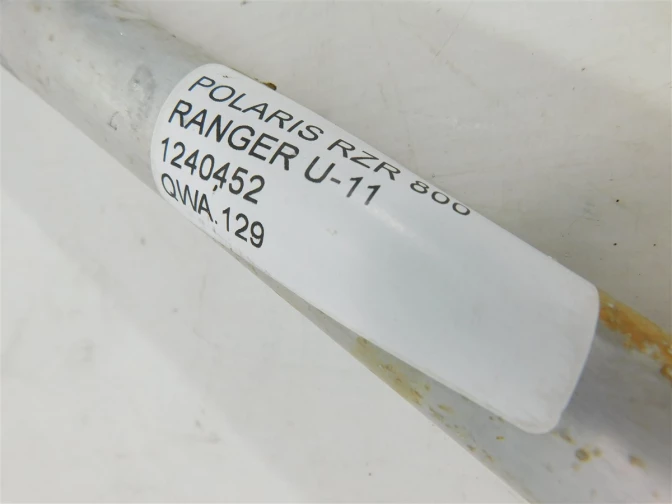 POLARIS RZR 800
RANGER U-11
1240452
QWA.129